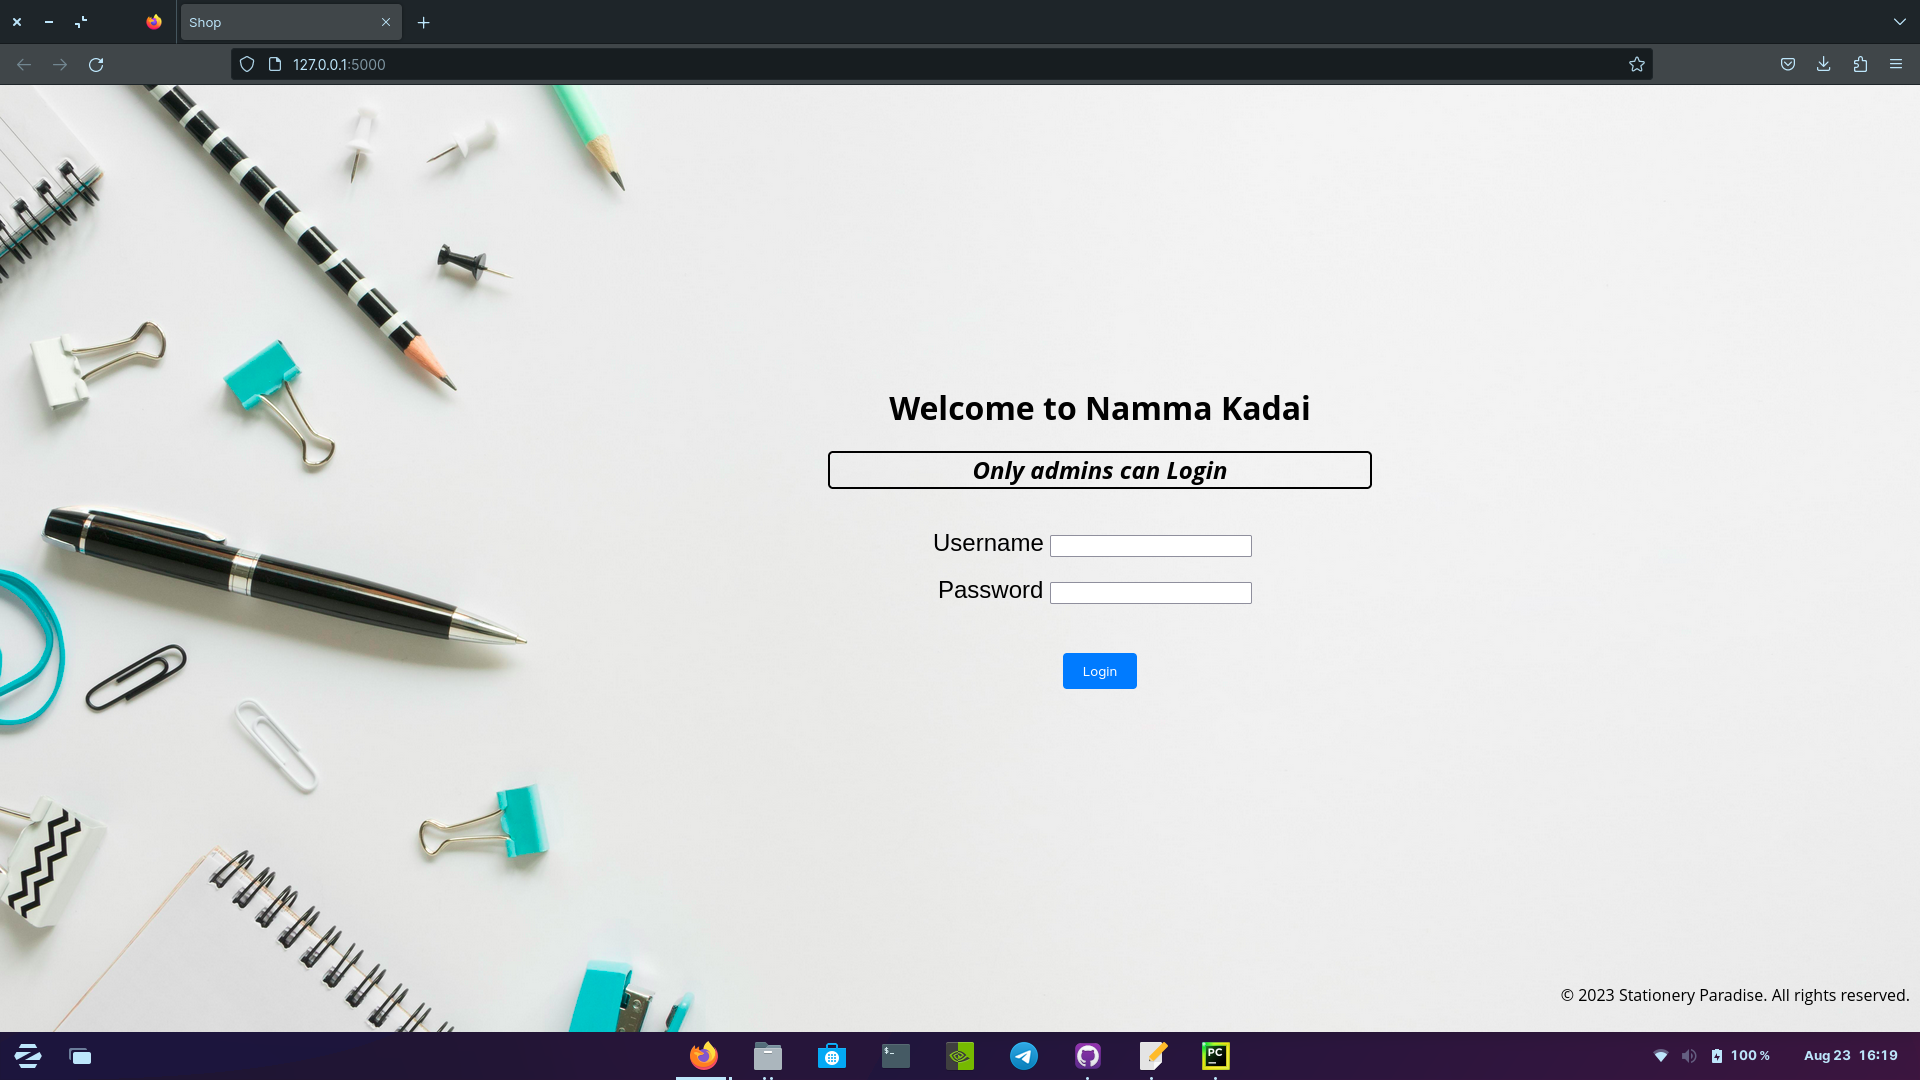 Shop
127.0.0.1:5000
Welcome to Namma Kadai
Only admins can Login
Username
Password
Login
© 2023 Stationery Paradise. All rights reserved.
$-
PC
100 %
Aug 23 16:19